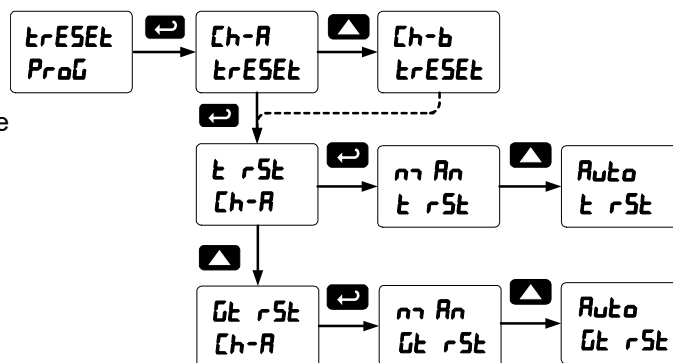 trESEt
ProG
Ch-A
trESEt
Ch-b
trESEt
e
t rSt
Ch-A
mAn
t rSt
Auto
t rSt
Gt rSt
Ch-A
mAn
Gt rSt
Auto
Gt rSt